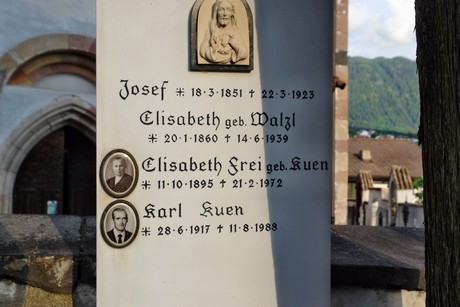 Josef * 18·3·1851 † 22·3·1923
Elisabeth geb. Walzl
* 20·1·1860 † 14·6·1939
Elisabeth Frei geb. Kuen
* 11·10·1895 † 21·2·1972
Karl Kuen
* 28·6·1917 † 11·8·1988